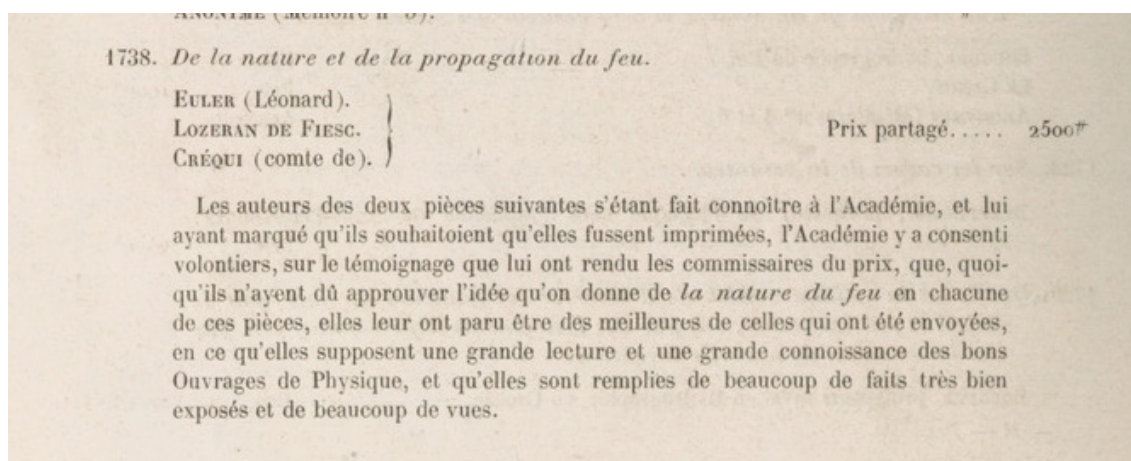 ANONYME (Mémoire n° 6).
1738. De la nature et de la propagation du feu.
EULER (Léonard).
LOZERAN DE FIESC.
CRÉQUI (comte de).
Prix partagé..... 2500#
Les auteurs des deux pièces suivantes s'étant fait connoître à l'Académie, et lui
ayant marqué qu'ils souhaitoient qu'elles fussent imprimées, l'Académie y a consenti
volontiers, sur le témoignage que lui ont rendu les commissaires du prix, que, quoi-
qu'ils n'ayent dû approuver l'idée qu'on donne de la nature du feu en chacune
de ces pièces, elles leur ont paru être des meilleures de celles qui ont été envoyées,
en ce qu'elles supposent une grande lecture et une grande connoissance des bons
Ouvrages de Physique, et qu'elles sont remplies de beaucoup de faits très bien
exposés et de beaucoup de vues.